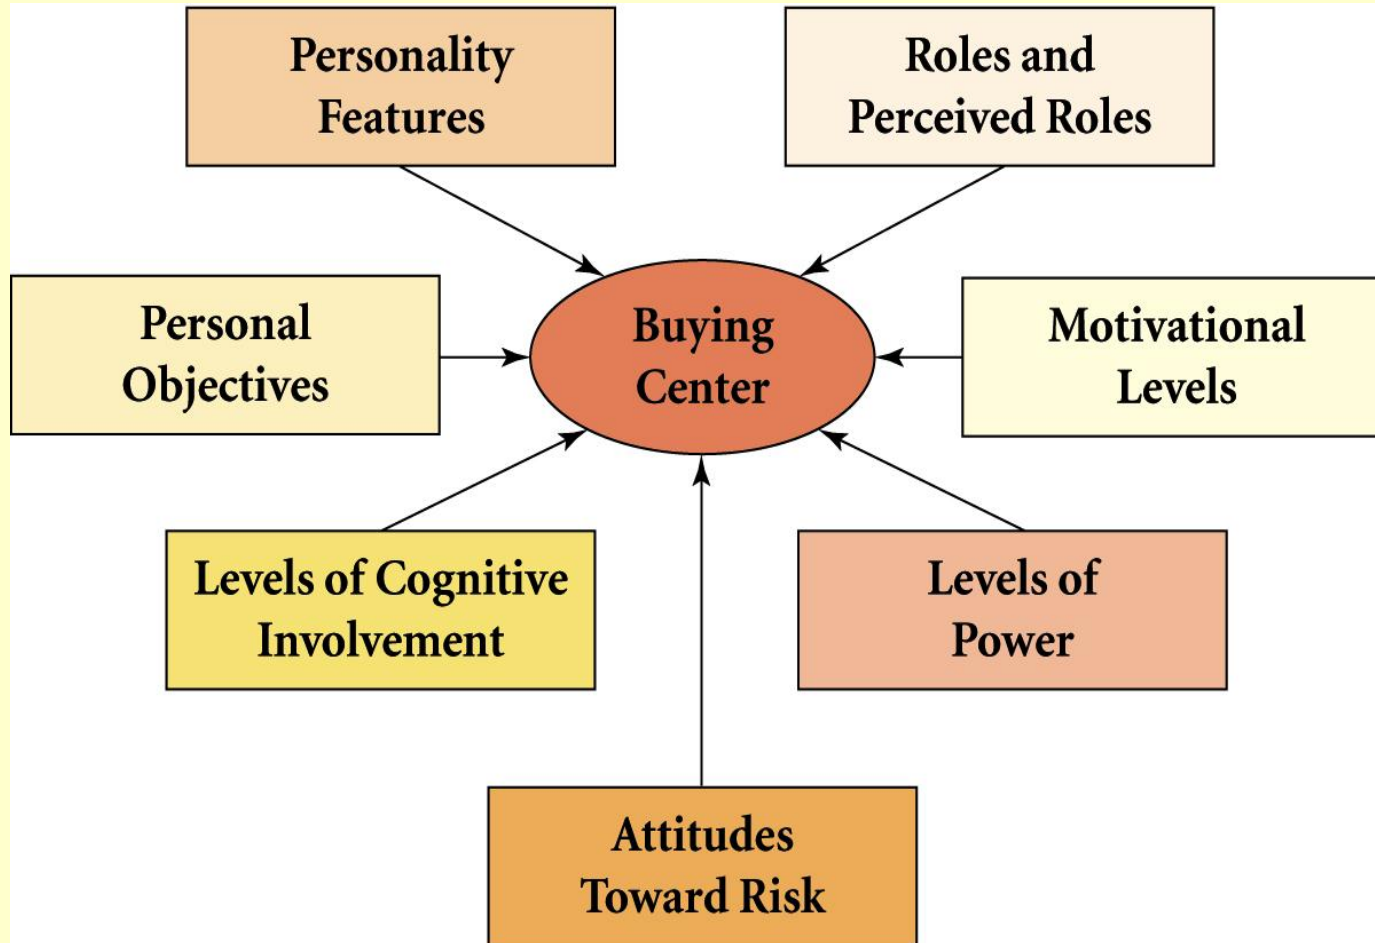 Personality
Features
Roles and
Perceived Roles
Personal
Objectives
Buying
Center
Motivational
Levels
Levels of Cognitive
Involvement
Levels of
Power
Attitudes
Toward Risk